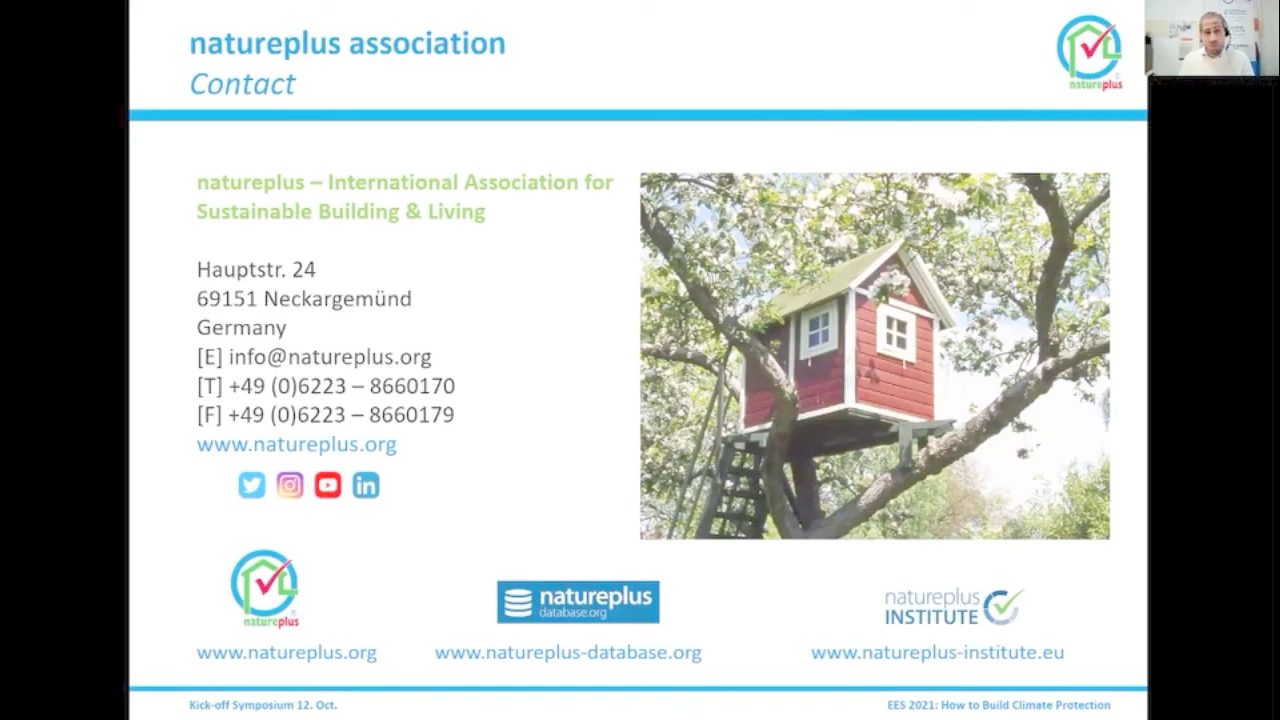 natureplus association
Contact
natureplus
natureplus – International Association for
Sustainable Building & Living
Hauptstr. 24
69151 Neckargemünd
Germany
[E] info@natureplus.org
[T] +49 (0)6223 – 8660170
[F] +49 (0)6223 – 8660179
www.natureplus.org
in
natureplus
natureplus
database.org
natureplus
INSTITUTE
www.natureplus.org
www.natureplus-database.org
www.natureplus-institute.eu
Kick-off Symposium 12. Oct.
EES 2021: How to Build Climate Protection